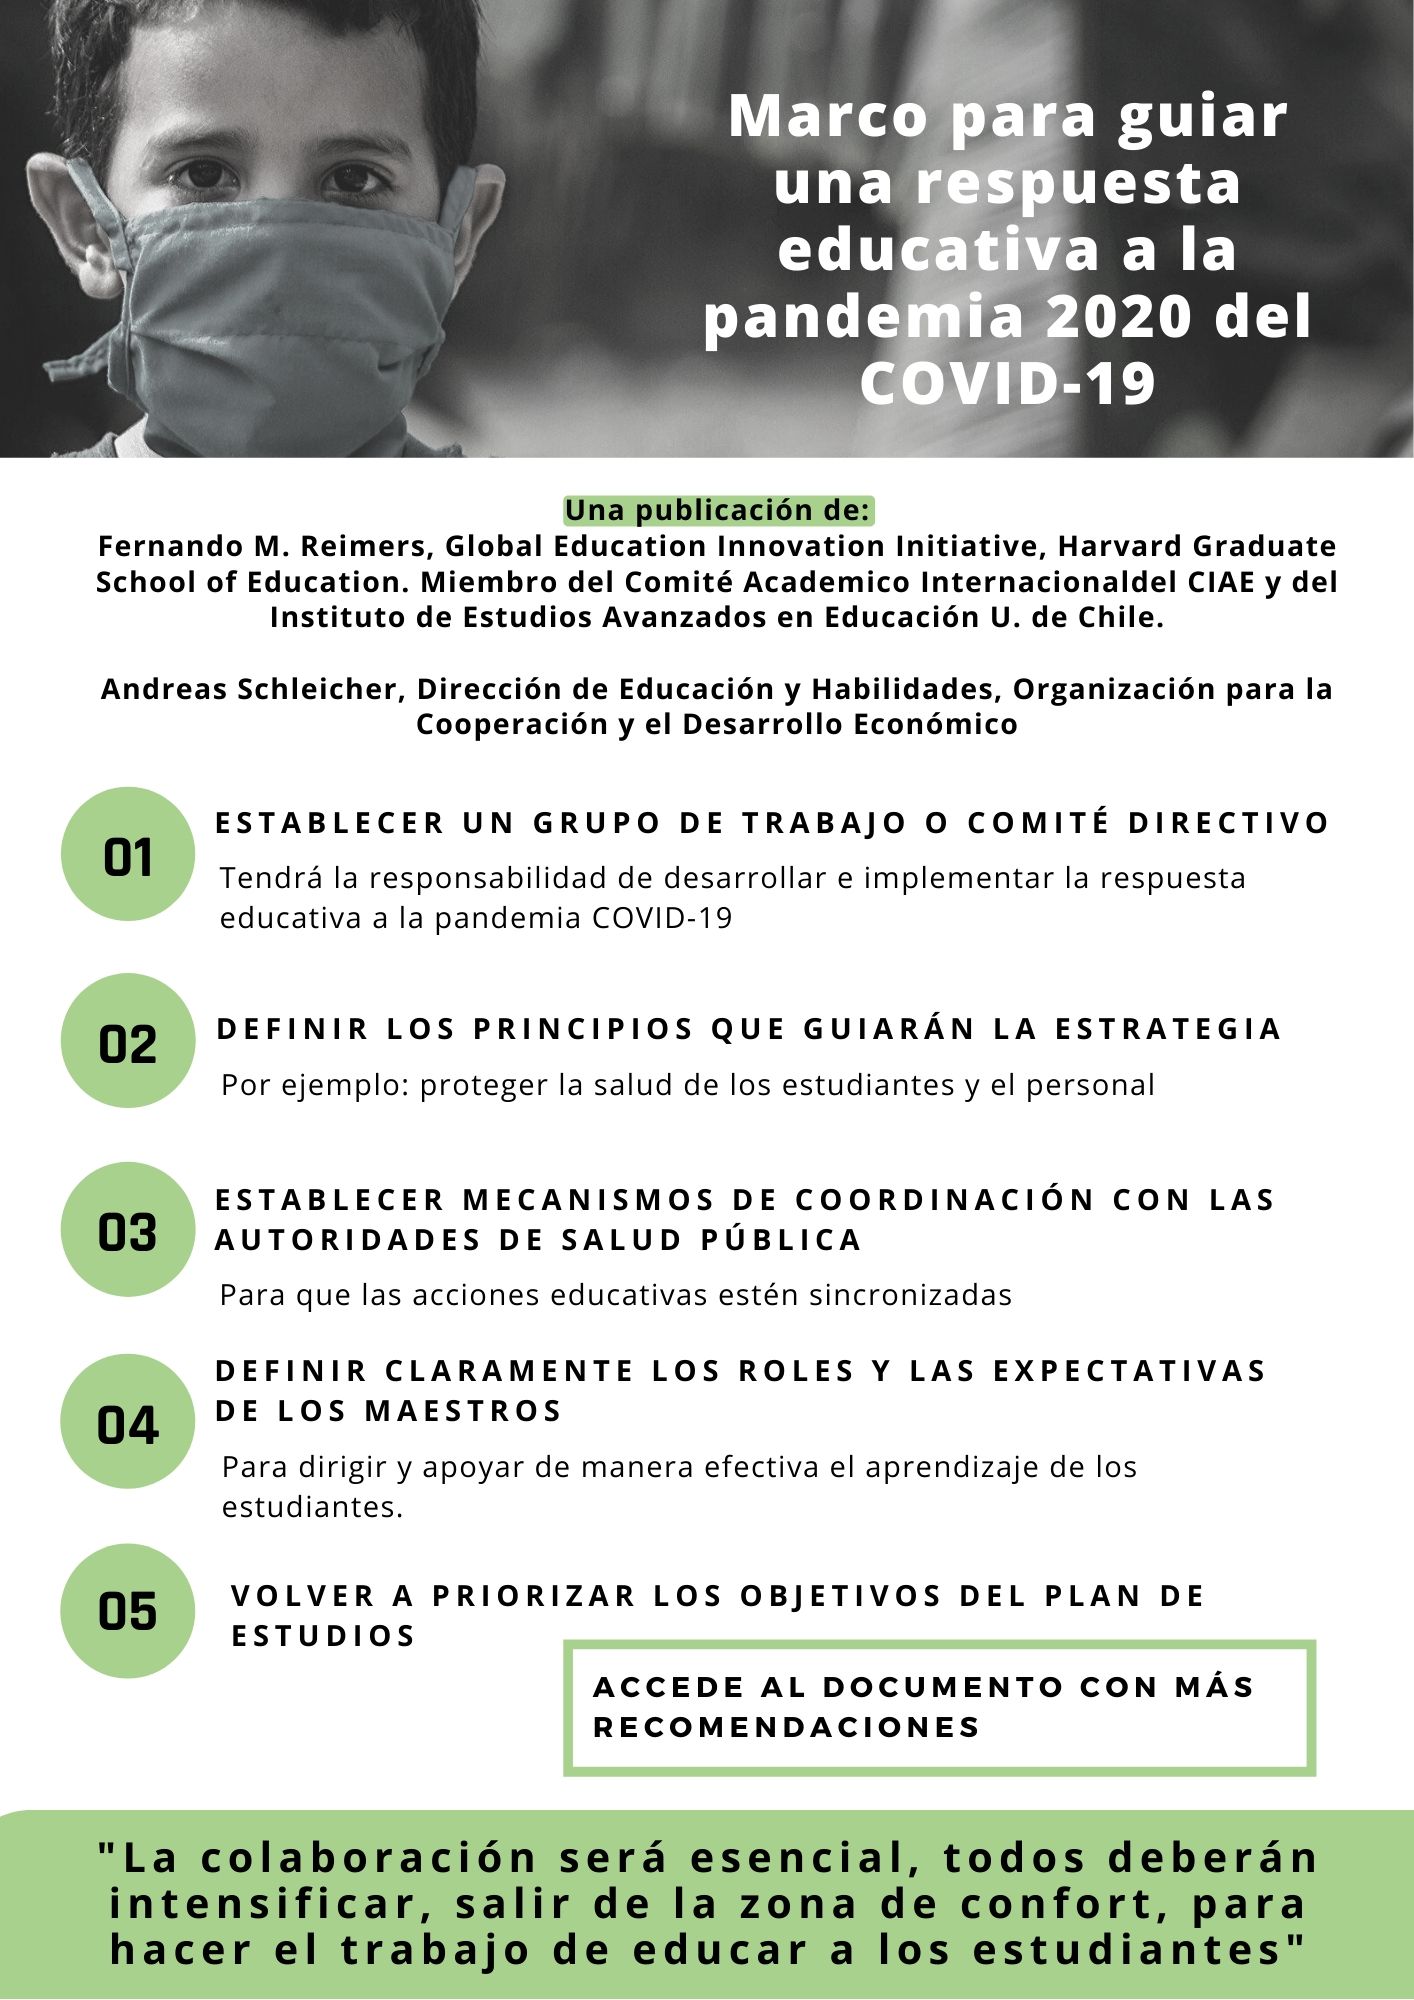 Marco para guiar
una respuesta
educativa a la
pandemia 2020 del
COVID-19
Una publicación de:
Fernando M. Reimers, Global Education Innovation Initiative, Harvard Graduate
School of Education. Miembro del Comité Academico Internacionaldel CIAE y del
Instituto de Estudios Avanzados en Educación U. de Chile.
Andreas Schleicher, Dirección de Educación y Habilidades, Organización para la
Cooperación y el Desarrollo Económico
01
ESTABLECER UN GRUPO DE TRABAJO O COMITÉ DIRECTIVO
Tendrá la responsabilidad de desarrollar e implementar la respuesta
educativa a la pandemia COVID-19
02
DEFINIR LOS PRINCIPIOS QUE GUIARÁN LA ESTRATEGIA
Por ejemplo: proteger la salud de los estudiantes y el personal
03
ESTABLECER MECANISMOS DE COORDINACIÓN CON LAS
AUTORIDADES DE SALUD PÚBLICA
Para que las acciones educativas estén sincronizadas
04
DEFINIR CLARAMENTE LOS ROLES Y LAS EXPECTATIVAS
DE LOS MAESTROS
Para dirigir y apoyar de manera efectiva el aprendizaje de los
estudiantes.
05
VOLVER A PRIORIZAR LOS OBJETIVOS DEL PLAN DE
ESTUDIOS
ACCEDE AL DOCUMENTO CON MÁS
RECOMENDACIONES
"La colaboración será esencial, todos deberán
intensificar, salir de la zona de confort, para
hacer el trabajo de educar a los estudiantes"